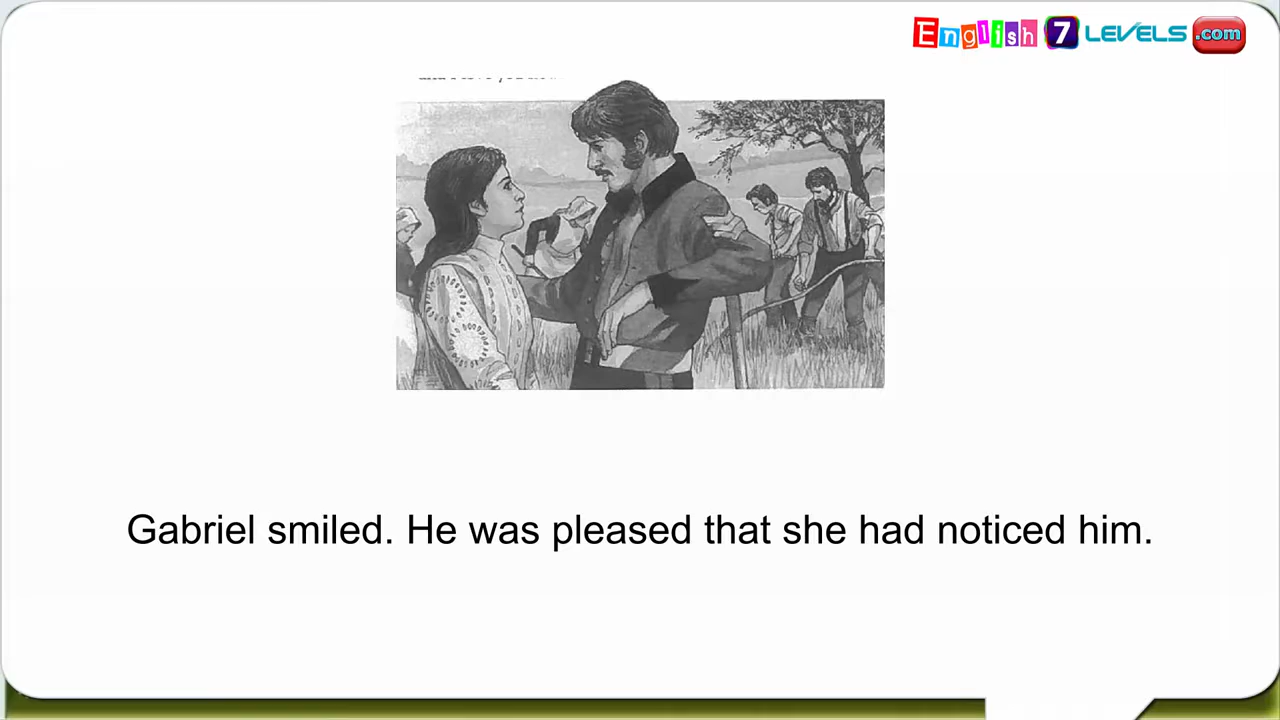 English 7 LEVELS .com
Gabriel smiled. He was pleased that she had noticed him.